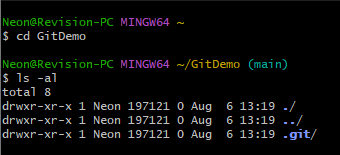 Neon@Revision-PC MINGW64 ~
$ cd GitDemo
Neon@Revision-PC MINGW64 ~/GitDemo (main)
$ ls -al
total 8
drwxr-xr-x 1 Neon 197121 0 Aug  6 13:19 ./
drwxr-xr-x 1 Neon 197121 0 Aug  6 13:19 ../
drwxr-xr-x 1 Neon 197121 0 Aug  6 13:19 .git/